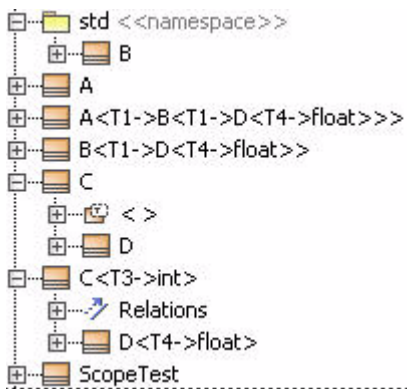 std <<namespace>>
B
A
A<T1->B<T1->D<T4->float>>>
B<T1->D<T4->float>>
C
< >
D
C<T3->int>
Relations
D<T4->float>
ScopeTest